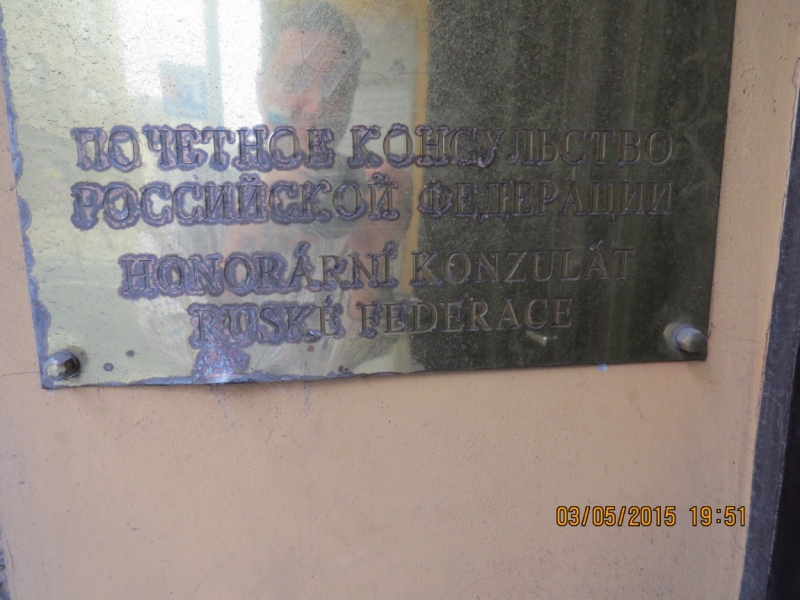 ПОЧЕТНОЕ КОНСУЛЬСТВО
РОССИЙСКОЙ ФЕДЕРАЦИИ
HONORÁRNÍ KONZULÁT
RUSKÉ FEDERACE
03/05/2015 19:51